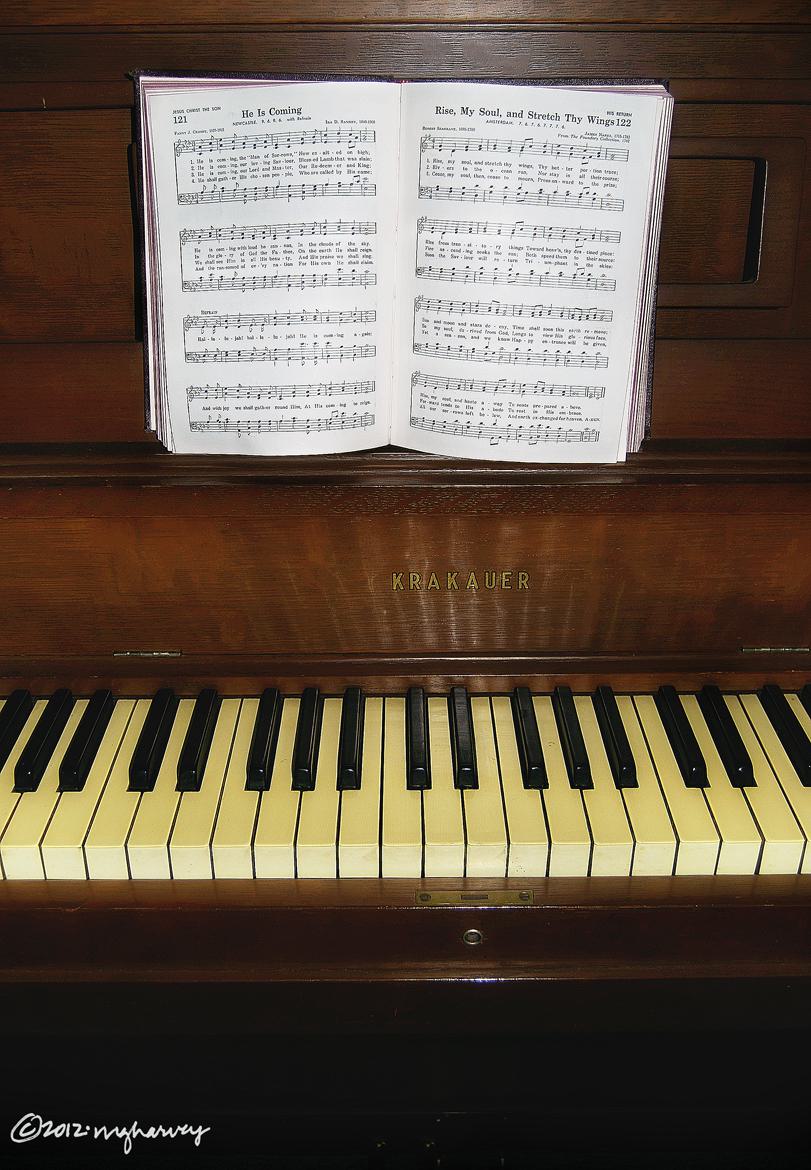 JESUS CHRIST THE SON
121
He Is Coming
NEWCASTLE. 9. 6. 8. 6. with Refrain
FANNY J. CROSBY, 1820-1915
IRA D. SANKEY, 1840-1908
1. He is com-ing, the "Man of Sor-rows," Now ex-alt-ed on high;
2. He is com-ing, our lov-ing Sav-ior, Bless-ed Lamb that was slain;
3. He is com-ing, our Lord and Mas-ter, Our Re-deem-er and King;
4. He shall gath-er His cho-sen peo-ple, Who are called by His name;
He is com-ing with loud ho-san-nas, In the clouds of the sky.
In the glo-ry of God the Fa-ther, On the earth He shall reign.
We shall see Him in all His beau-ty, And His praise we shall sing.
And the ran-somed of ev-'ry na-tion For His own He shall claim.
REFRAIN
Hal-le-lu-jah! hal-le-lu-jah! He is com-ing a-gain;
And with joy we shall gath-er round Him, At His com-ing to reign.
Rise, My Soul, and Stretch Thy Wings
HIS RETURN
122
AMSTERDAM. 7. 6. 7. 6. 7. 7. 7. 6.
ROBERT SEAGRAVE, 1693-1760
JAMES NARES, 1715-1783
From The Foundery Collection, 1742
1. Rise, my soul, and stretch thy wings, Thy bet-ter por-tion trace;
2. Riv-ers to the o-cean run, Nor stay in all their course;
3. Cease, my soul, then, cease to mourn, Press on-ward to the prize;
Rise from tran-si-to-ry things Toward heav'n, thy des-tined place:
Fire as-cend-ing seeks the sun; Both speed them to their source:
Soon the Sav-ior will re-turn Tri-um-phant in the skies:
Sun and moon and stars de-cay, Time shall soon this earth re-move;
So my soul, de-rived from God, Longs to view His glo-rious face,
Yet a sea-son, and we know Hap-py en-trance will be given,
Rise, my soul, and haste a-way To seats pre-pared a-bove.
For-ward tends to His a-bode To rest in His em-brace.
All our sor-rows left be-low, And earth ex-changed for heaven. A-MEN.
KRAKAUER
©2012·myharvey